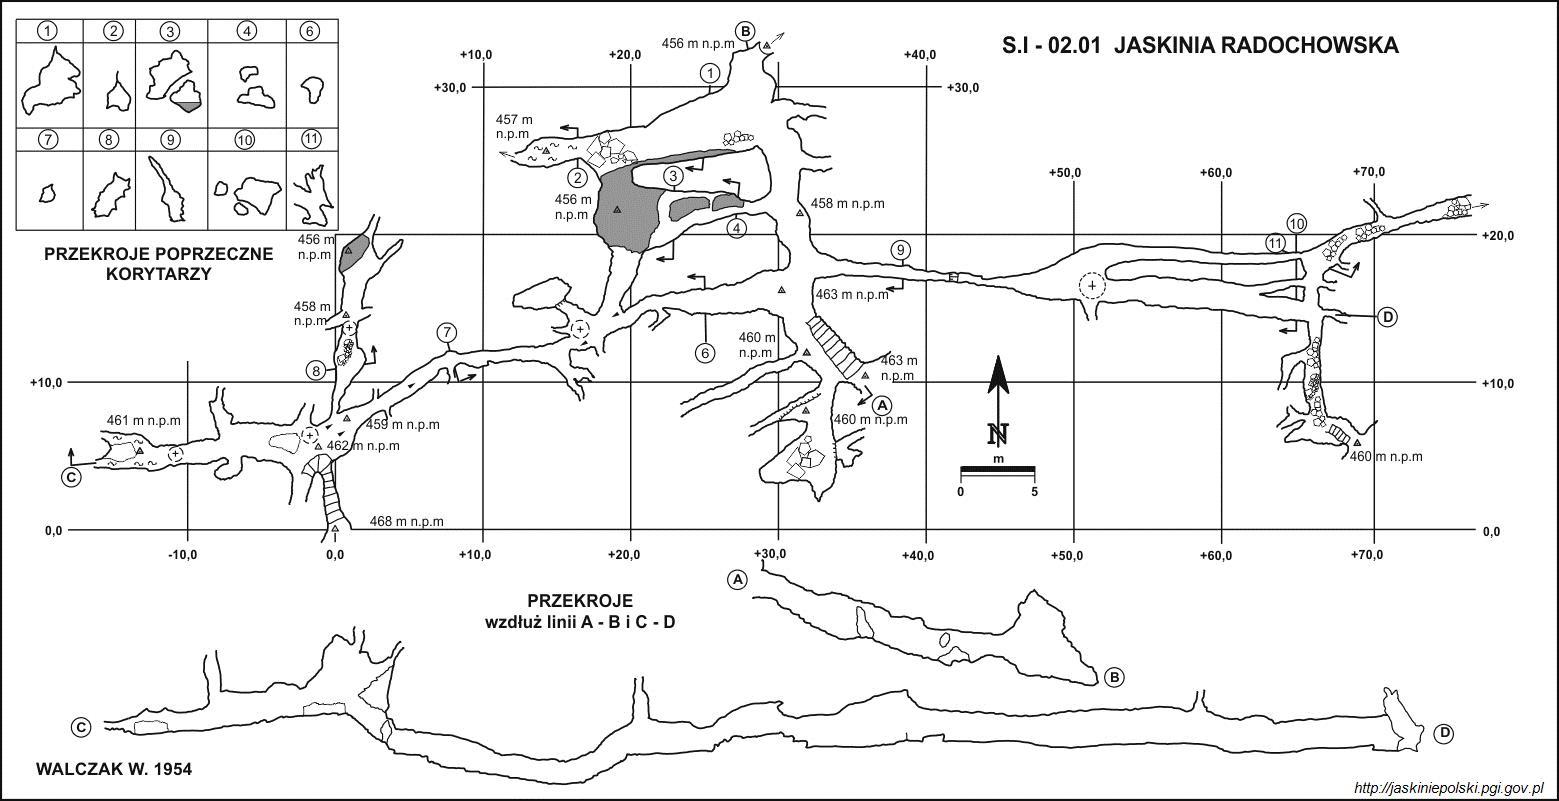 S.I - 02.01 JASKINIA RADOCHOWSKA
1
2
3
4
6
7
8
9
10
11
PRZEKROJE POPRZECZNE
KORYTARZY
+10,0
+20,0
456 m n.p.m
B
+40,0
1
+30,0
+30,0
457 m
n.p.m
2
3
456 m
n.p.m
4
458 m n.p.m
+50,0
+60,0
+70,0
456 m
n.p.m
9
10
11
+20,0
463 m n.p.m
458 m
n.p.m
D
7
6
460 m
n.p.m
463 m
n.p.m
8
+10,0
+10,0
A
461 m n.p.m
459 m n.p.m
460 m n.p.m
462 m n.p.m
N
460 m n.p.m
C
m
0
5
468 m n.p.m
0,0
0,0
-10,0
0,0
+10,0
+20,0
+30,0
+40,0
+50,0
+60,0
+70,0
A
PRZEKROJE
wzdłuż linii A - B i C - D
B
C
D
WALCZAK W. 1954
http://jaskiniepolski.pgi.gov.pl